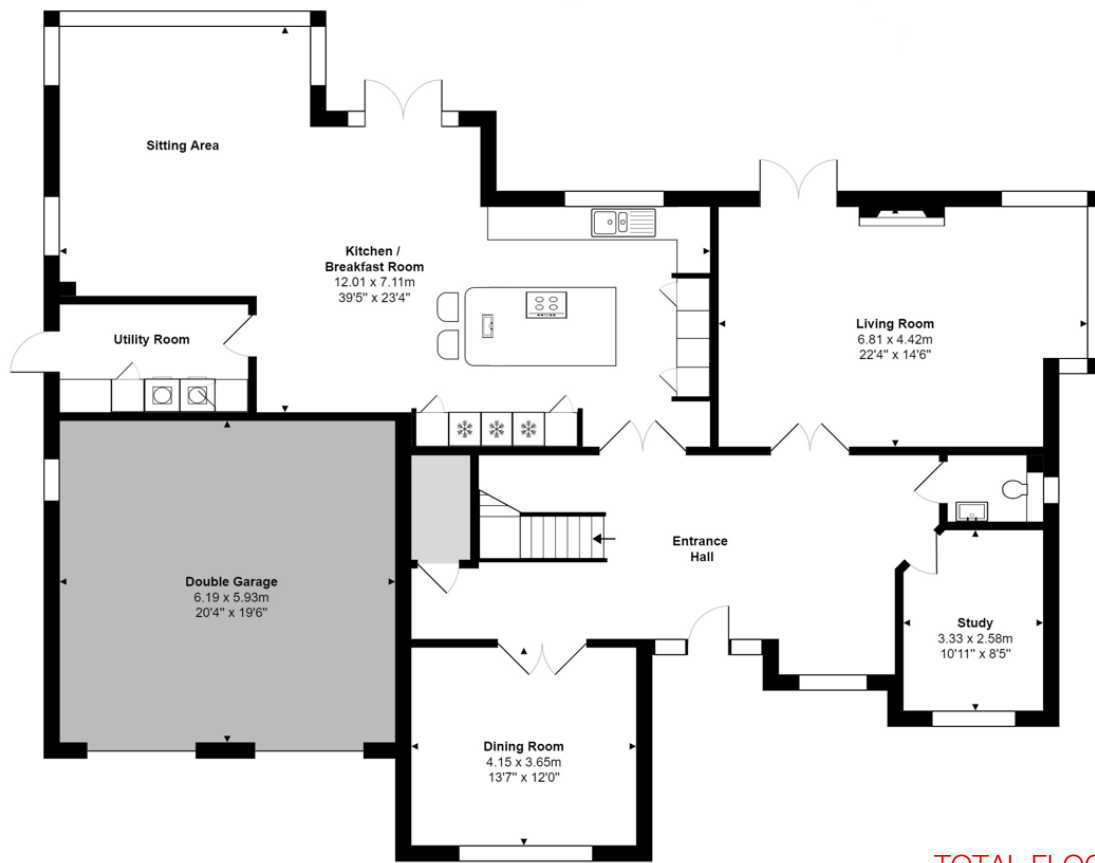 Sitting Area
Kitchen /
Breakfast Room
12.01 x 7.11m
39'5" x 23'4"
Utility Room
Living Room
6.81 x 4.42m
22'4" x 14'6"
Entrance
Hall
Double Garage
6.19 x 5.93m
20'4" x 19'6"
Study
3.33 x 2.58m
10'11" x 8'5"
Dining Room
4.15 x 3.65m
13'7" x 12'0"
TOTAL